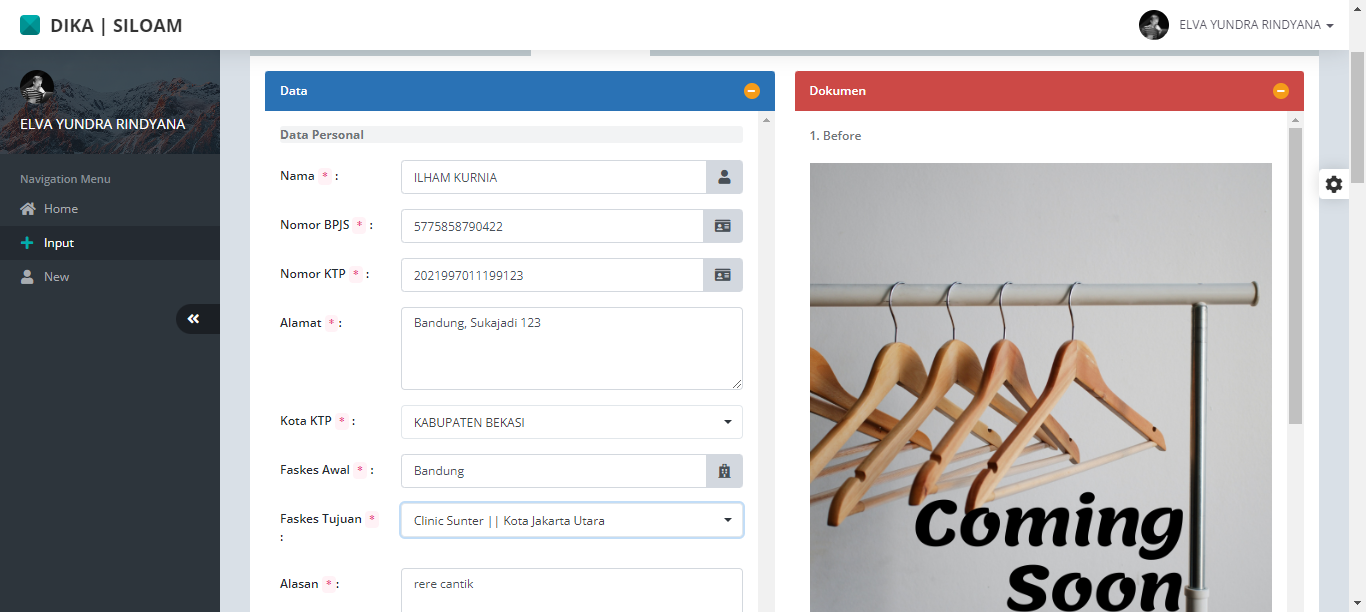 DIKA | SILOAM
ELVA YUNDRA RINDYANA
ELVA YUNDRA RINDYANA
Navigation Menu
Home
Input
New
Data
Data Personal
Nama * :
ILHAM KURNIA
Nomor BPJS * :
5775858790422
Nomor KTP * :
2021997011199123
Alamat * :
Bandung, Sukajadi 123
Kota KTP * :
KABUPATEN BEKASI
Faskes Awal * :
Bandung
Faskes Tujuan *
:
Clinic Sunter || Kota Jakarta Utara
Alasan * :
rere cantik
Dokumen
1. Before
Coming
Soon